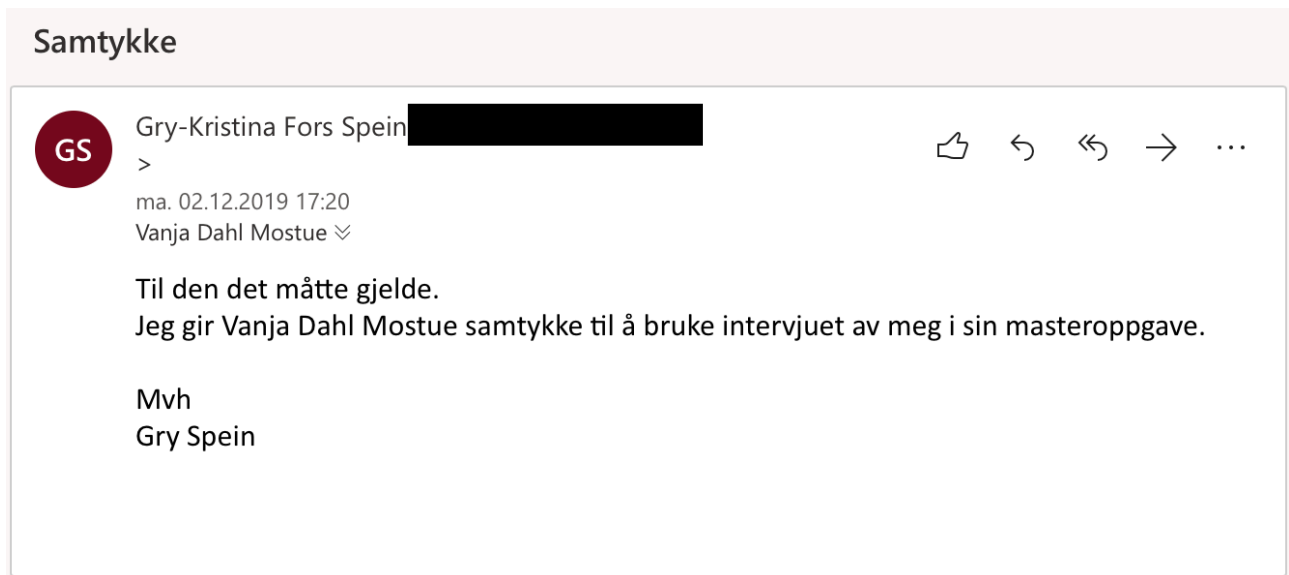 Samtykke
GS
Gry-Kristina Fors Spein
>
ma. 02.12.2019 17:20
Vanja Dahl Mostue
Til den det måtte gjelde.
Jeg gir Vanja Dahl Mostue samtykke til å bruke intervjuet av meg i sin masteroppgave.
Mvh
Gry Spein